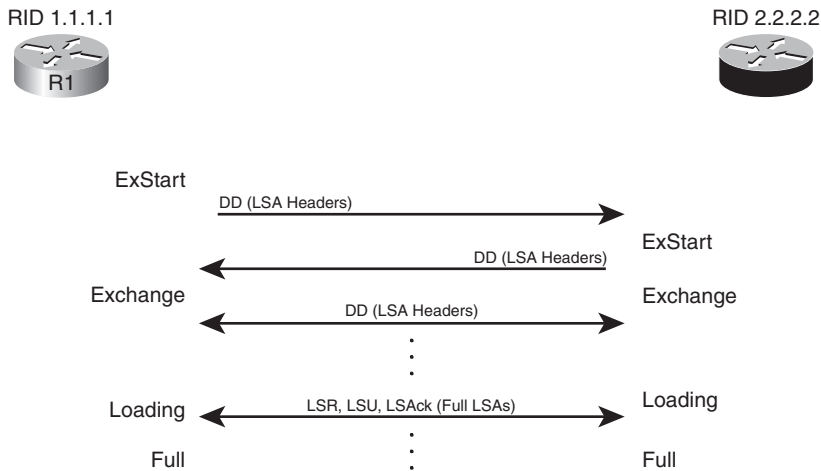 RID 1.1.1.1
RID 2.2.2.2
R1
ExStart
DD (LSA Headers)
ExStart
DD (LSA Headers)
Exchange
Exchange
DD (LSA Headers)
Loading
LSR, LSU, LSAck (Full LSAs)
Loading
Full
Full